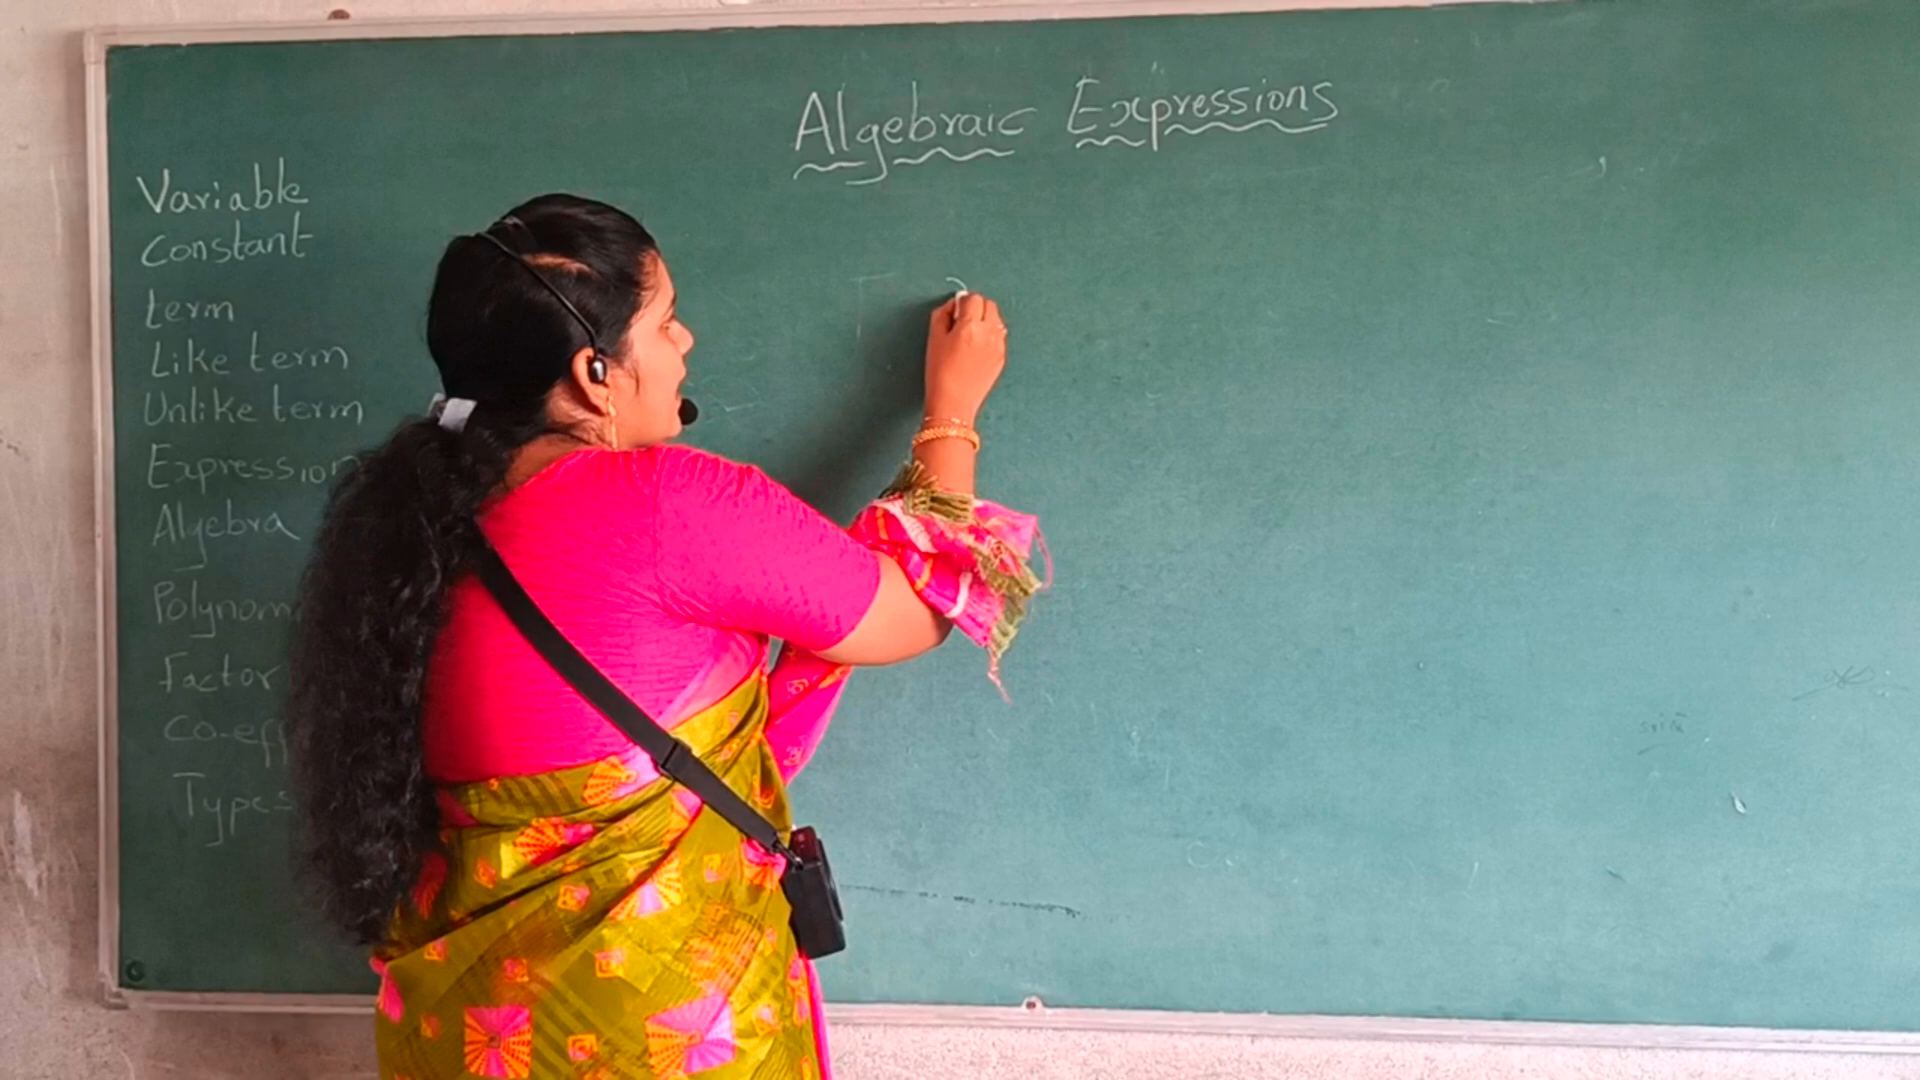 Algebraic Expressions
Variable
Constant
term
Like term
Unlike term
Expression
Algebra
Polynom
Factor
Co-eff
Types